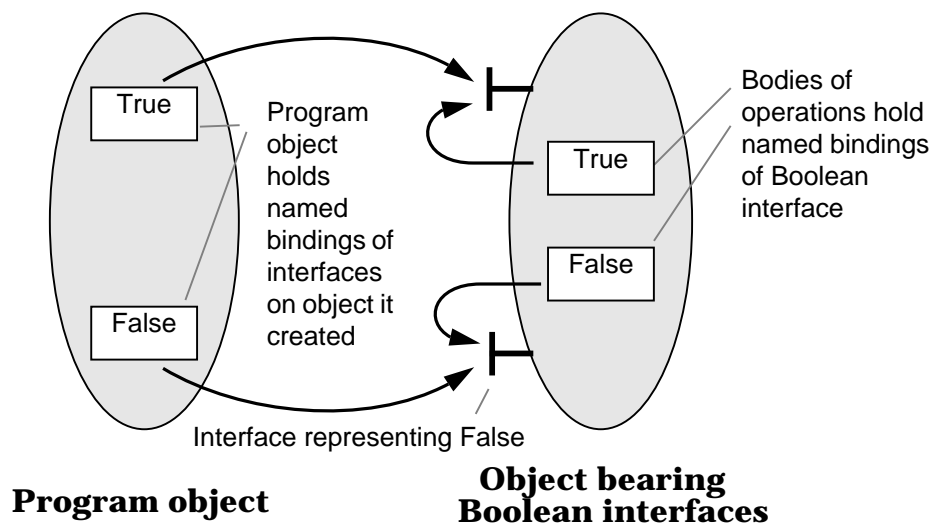 True
Program
object
holds
named
bindings of
interfaces
on object it
created
False
True
False
Bodies of
operations hold
named bindings
of Boolean
interface
Interface representing False
Program object
Object bearing
Boolean interfaces